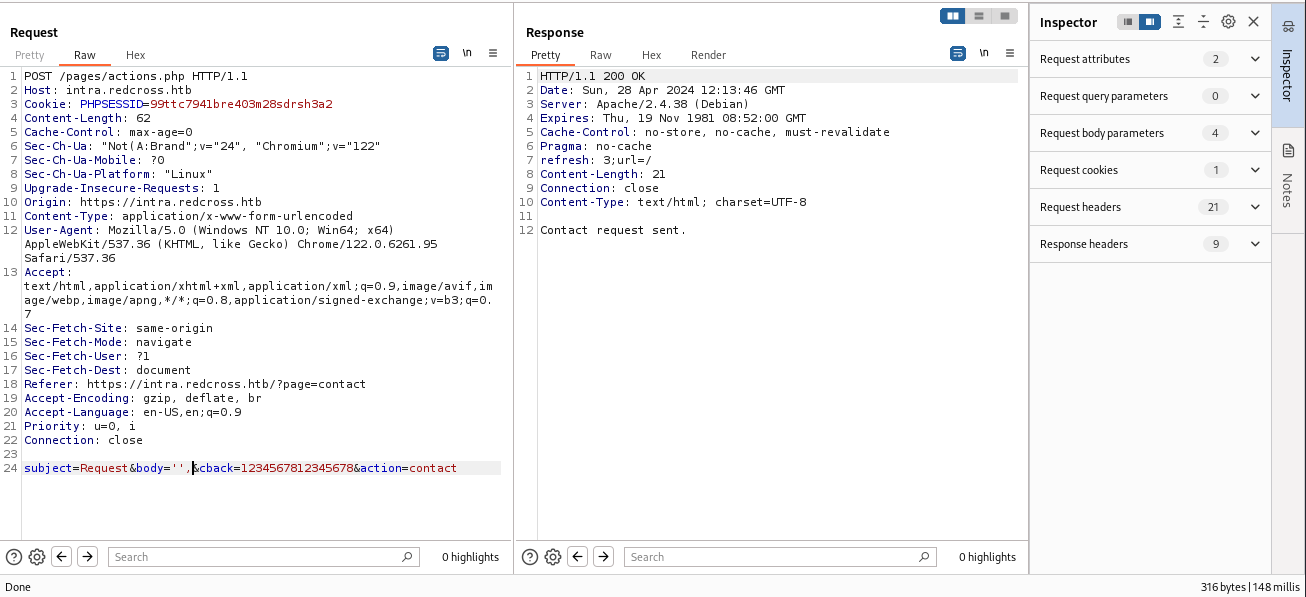 Request
Pretty Raw Hex \n
1 POST /pages/actions.php HTTP/1.1
2 Host: intra.redcross.htb
3 Cookie: PHPSESSID=99ttc7941bre403m28sdrsh3a2
4 Content-Length: 62
5 Cache-Control: max-age=0
6 Sec-Ch-Ua: "Not(A:Brand";v="24", "Chromium";v="122"
7 Sec-Ch-Ua-Mobile: ?0
8 Sec-Ch-Ua-Platform: "Linux"
9 Upgrade-Insecure-Requests: 1
10 Origin: https://intra.redcross.htb
11 Content-Type: application/x-www-form-urlencoded
12 User-Agent: Mozilla/5.0 (Windows NT 10.0; Win64; x64)
AppleWebKit/537.36 (KHTML, like Gecko) Chrome/122.0.6261.95
Safari/537.36
13 Accept:
text/html,application/xhtml+xml,application/xml;q=0.9,image/avif,im
age/webp,image/apng,*/*;q=0.8,application/signed-exchange;v=b3;q=0.
7
14 Sec-Fetch-Site: same-origin
15 Sec-Fetch-Mode: navigate
16 Sec-Fetch-User: ?1
17 Sec-Fetch-Dest: document
18 Referer: https://intra.redcross.htb/?page=contact
19 Accept-Encoding: gzip, deflate, br
20 Accept-Language: en-US,en;q=0.9
21 Priority: u=0, i
22 Connection: close
23
24 subject=Request&body='',&cback=1234567812345678&action=contact
Search 0 highlights
Response
Pretty Raw Hex Render \n
1 HTTP/1.1 200 OK
2 Date: Sun, 28 Apr 2024 12:13:46 GMT
3 Server: Apache/2.4.38 (Debian)
4 Expires: Thu, 19 Nov 1981 08:52:00 GMT
5 Cache-Control: no-store, no-cache, must-revalidate
6 Pragma: no-cache
7 refresh: 3;url=/
8 Content-Length: 21
9 Connection: close
10 Content-Type: text/html; charset=UTF-8
11
12 Contact request sent.
Search 0 highlights
Inspector
Request attributes 2
Request query parameters 0
Request body parameters 4
Request cookies 1
Request headers 21
Response headers 9
Inspector
Notes
Done 316 bytes | 148 millis